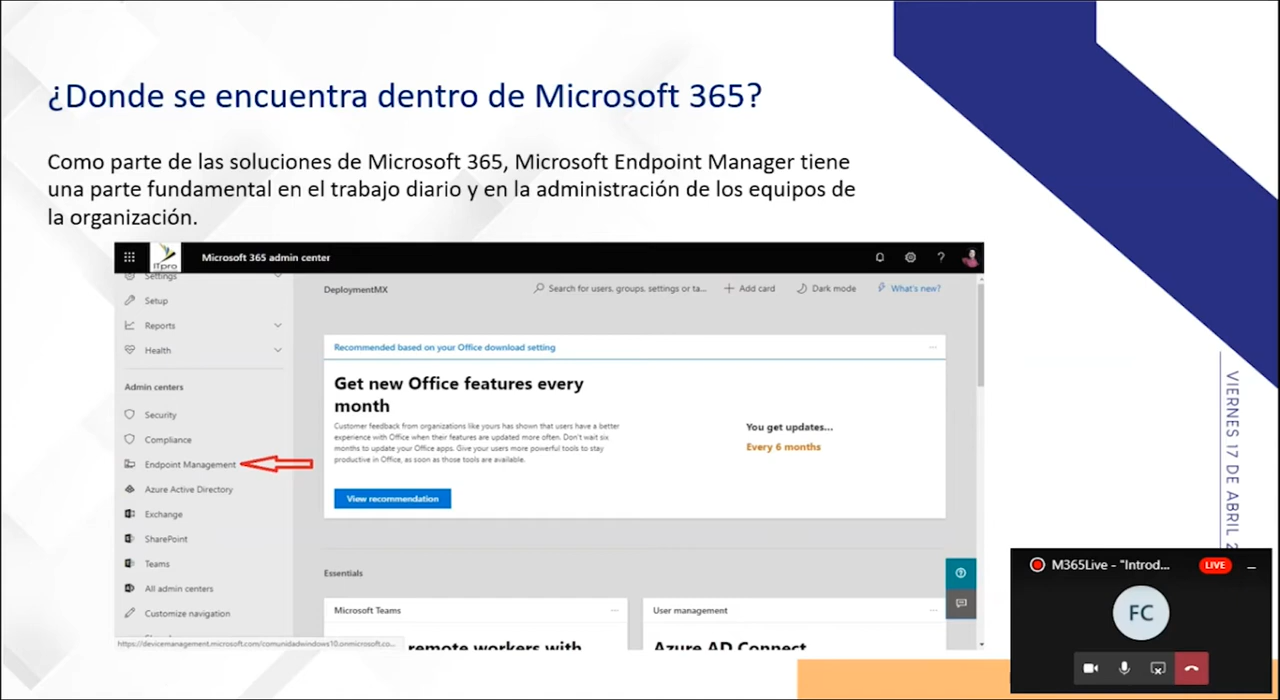 ¿Donde se encuentra dentro de Microsoft 365?
Como parte de las soluciones de Microsoft 365, Microsoft Endpoint Manager tiene
una parte fundamental en el trabajo diario y en la administración de los equipos de
la organización.
ITpro
Microsoft 365 admin center
Settings
Setup
Reports
Health
Admin centers
Security
Compliance
Endpoint Management
Azure Active Directory
Exchange
SharePoint
Teams
All admin centers
Customize navigation
https://devicemanagement.microsoft.com/comunidadwindows10.onmicrosoft.co...
DeploymentMX
Search for users, groups, settings or ta...
Add card
Dark mode
What's new?
Recommended based on your Office download setting
Get new Office features every
month
Customer feedback from organizations like yours has shown that users have a better
experience with Office when their features are updated more often. Don't wait six
months to update your Office apps. Give your users more powerful tools to stay
productive in Office, as soon as those tools are available.
You get updates...
Every 6 months
View recommendation
Essentials
Microsoft Teams
remote workers with
User management
Azure AD Connect
VIERNES 17 DE ABRIL 2
M365Live - "Introd...
LIVE
FC